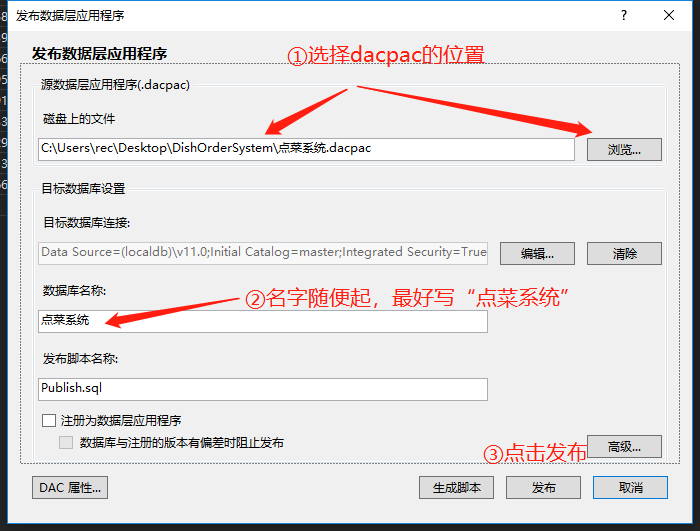 发布数据层应用程序
发布数据层应用程序
①选择dacpac的位置
源数据层应用程序(.dacpac)
磁盘上的文件
C:\Users\rec\Desktop\DishOrderSystem\点菜系统.dacpac
浏览...
目标数据库设置
目标数据库连接:
Data Source=(localdb)\v11.0;Initial Catalog=master;Integrated Security=True
编辑...
清除
数据库名称:
②名字随便起，最好写“点菜系统”
点菜系统
发布脚本名称:
Publish.sql
注册为数据层应用程序
数据库与注册的版本有偏差时阻止发布
③点击发布
高级...
DAC 属性...
生成脚本
发布
取消